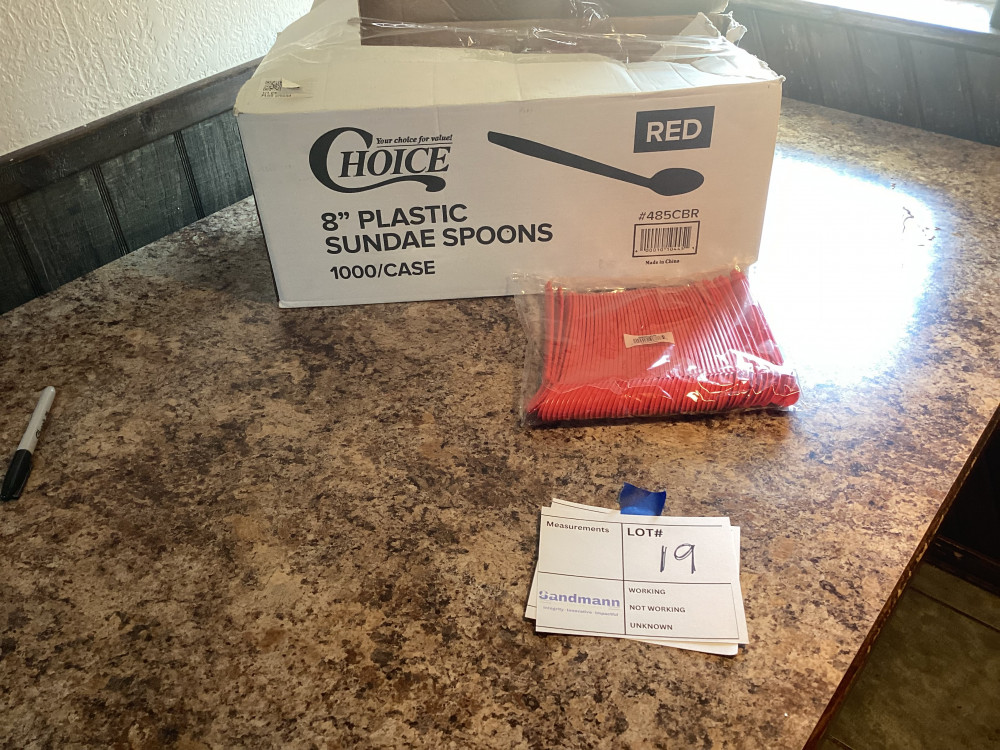 Your choice for value!
CHOICE
RED
8” PLASTIC
SUNDAE SPOONS
1000/CASE
#485CBR
Made in China
Measurements
LOT#
19
Sandmann
WORKING
NOT WORKING
UNKNOWN